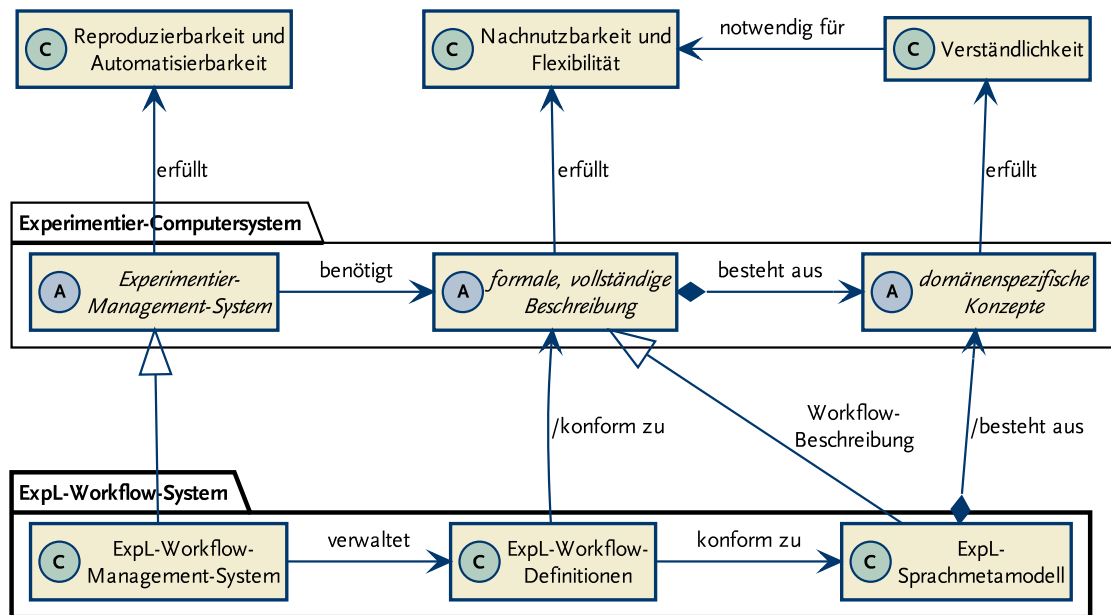 C
Reproduzierbarkeit und
Automatisierbarkeit
C
Nachnutzbarkeit und
Flexibilität
notwendig für
C
Verständlichkeit
erfüllt
erfüllt
erfüllt
Experimentier-Computersystem
A
Experimentier-
Management-System
benötigt
A
formale, vollständige
Beschreibung
besteht aus
A
domänenspezifische
Konzepte
/konform zu
Workflow-
Beschreibung
/besteht aus
ExpL-Workflow-System
C
ExpL-Workflow-
Management-System
verwaltet
C
ExpL-Workflow-
Definitionen
konform zu
C
ExpL-
Sprachmetamodell